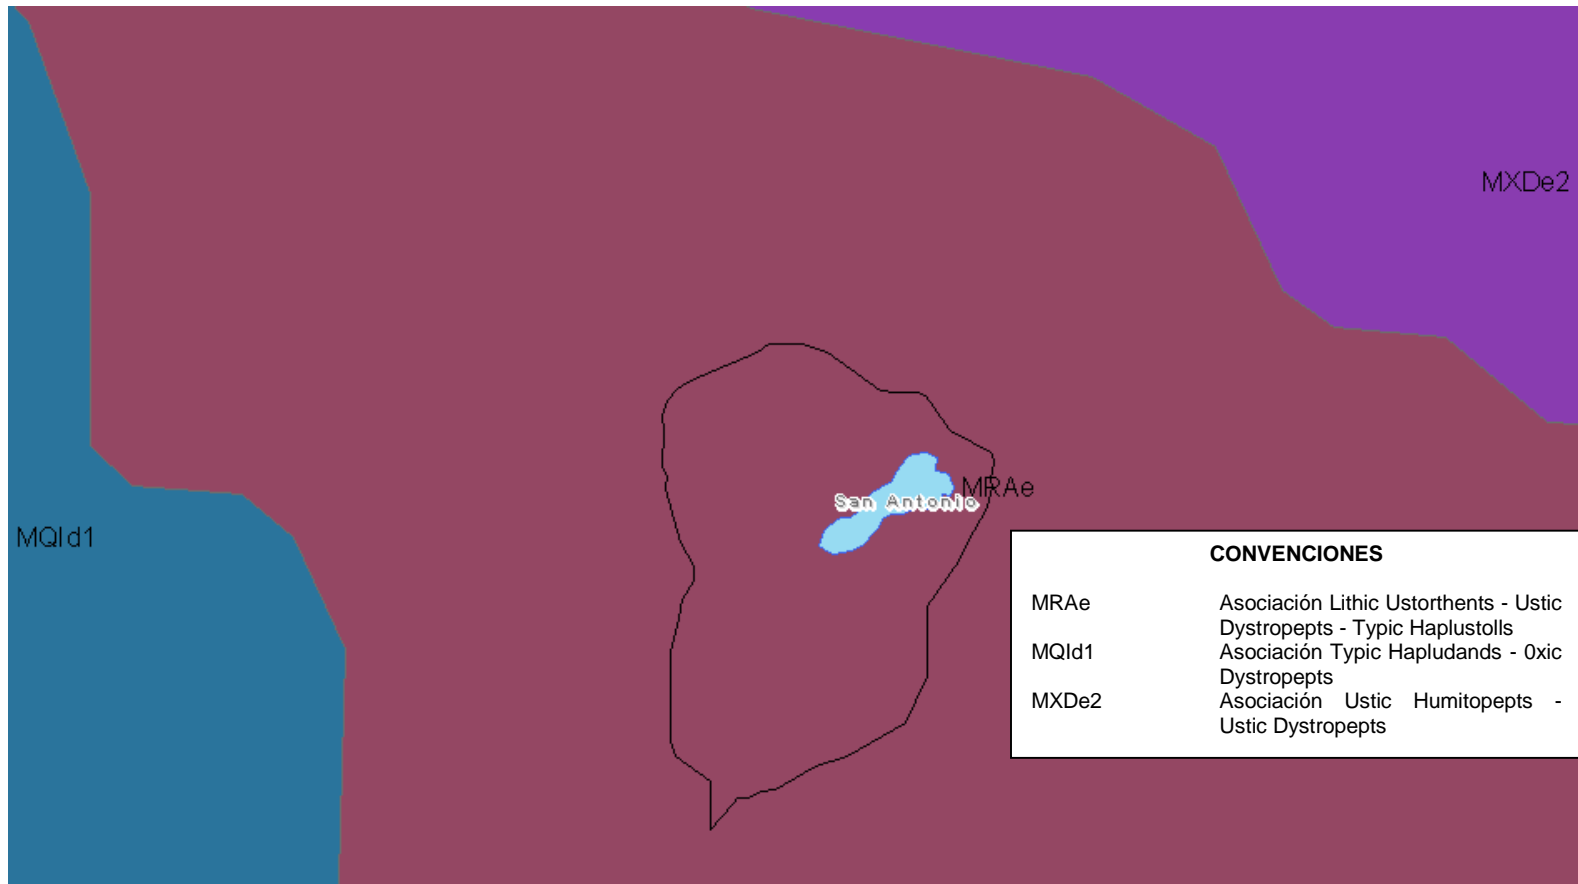 MXDe2
MRAe
San Antonio
MQId1
CONVENCIONES
MRAe Asociación Lithic Ustorthents - Ustic
Dystropepts - Typic Haplustolls
MQId1 Asociación Typic Hapludands - 0xic
Dystropepts
MXDe2 Asociación Ustic Humitopepts -
Ustic Dystropepts